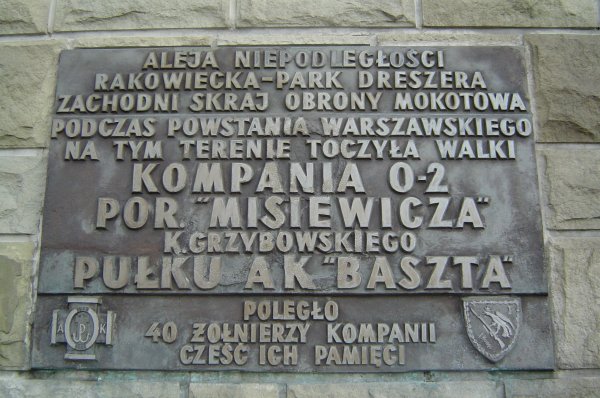 ALEJA NIEPODLEGŁOŚCI
RAKOWIECKA-PARK DRESZERA
ZACHODNI SKRAJ OBRONY MOKOTOWA
PODCZAS POWSTANIA WARSZAWSKIEGO
NA TYM TERENIE TOCZYŁA WALKI
KOMPANIA O-2
POR. "MISIEWICZA"
K.GRZYBOWSKIEGO
PUŁKU AK "BASZTA"
POLEGŁO
40 ŻOŁNIERZY KOMPANII
CZEŚĆ ICH PAMIĘCI
A K